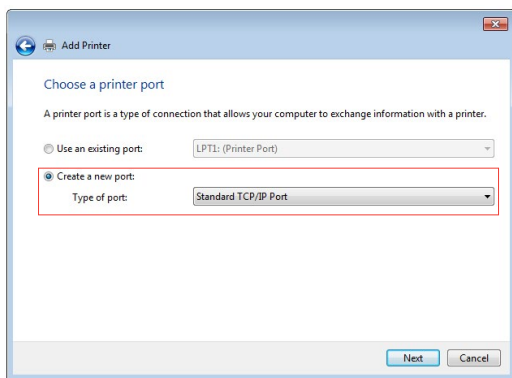 Add Printer
Choose a printer port
A printer port is a type of connection that allows your computer to exchange information with a printer.
Use an existing port: LPT1: (Printer Port)
Create a new port:
Type of port: Standard TCP/IP Port
Next Cancel